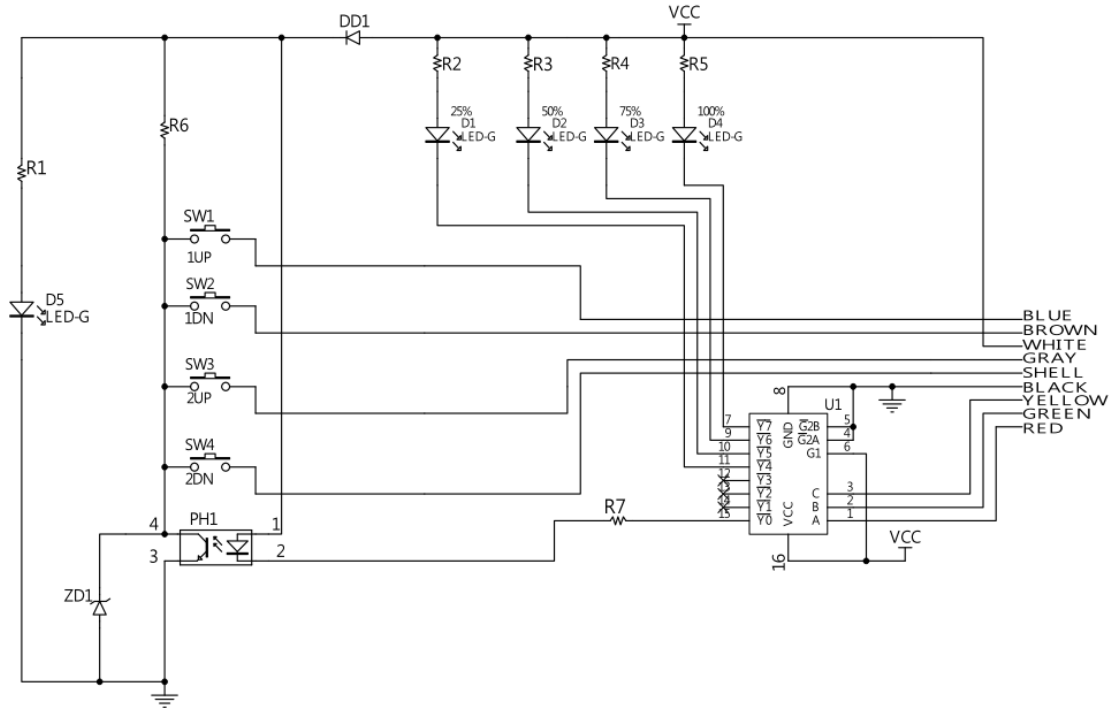 VCC
DD1
R2
R3
R4
R5
25%
D1
LED-G
50%
D2
LED-G
75%
D3
LED-G
100%
D4
LED-G
R6
R1
SW1
1UP
SW2
1DN
D5
LED-G
SW3
2UP
SW4
2DN
BLUE
BROWN
WHITE
GRAY
SHELL
BLACK
YELLOW
GREEN
RED
8
U1
7
9
10
11
12
13
14
15
Y7
Y6
Y5
Y4
Y3
Y2
Y1
Y0
GND
VCC
G2B
G2A
G1
C
B
A
5
4
6
3
2
1
16
VCC
R7
PH1
4
3
1
2
ZD1